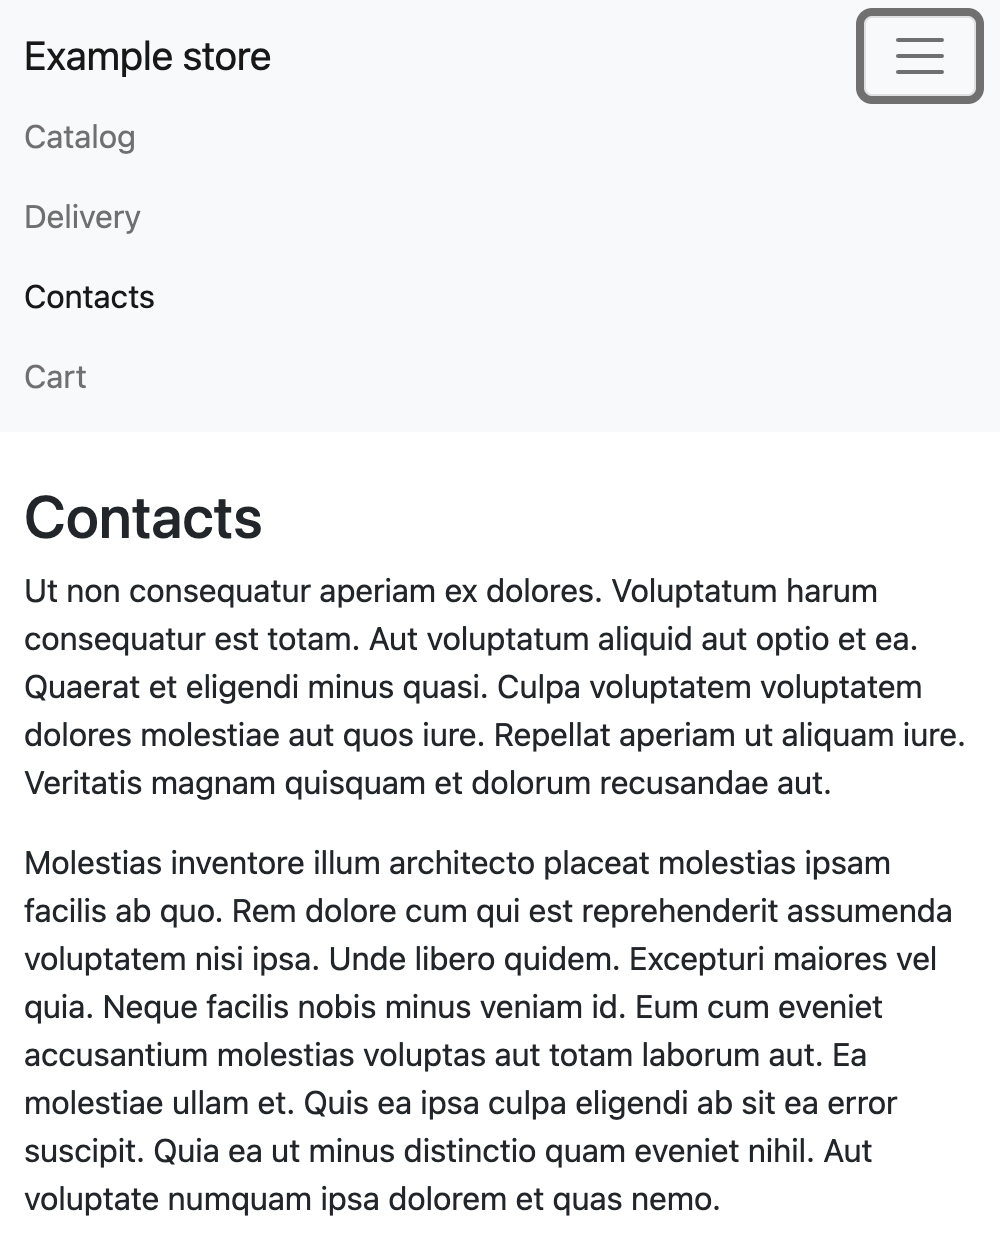 Example store
Catalog
Delivery
Contacts
Cart
Contacts
Ut non consequatur aperiam ex dolores. Voluptatum harum
consequatur est totam. Aut voluptatum aliquid aut optio et ea.
Quaerat et eligendi minus quasi. Culpa voluptatem voluptatem
dolores molestiae aut quos iure. Repellat aperiam ut aliquam iure.
Veritatis magnam quisquam et dolorum recusandae aut.
Molestias inventore illum architecto placeat molestias ipsam
facilis ab quo. Rem dolore cum qui est reprehenderit assumenda
voluptatem nisi ipsa. Unde libero quidem. Excepturi maiores vel
quia. Neque facilis nobis minus veniam id. Eum cum eveniet
accusantium molestias voluptas aut totam laborum aut. Ea
molestiae ullam et. Quis ea ipsa culpa eligendi ab sit ea error
suscipit. Quia ea ut minus distinctio quam eveniet nihil. Aut
voluptate numquam ipsa dolorem et quas nemo.